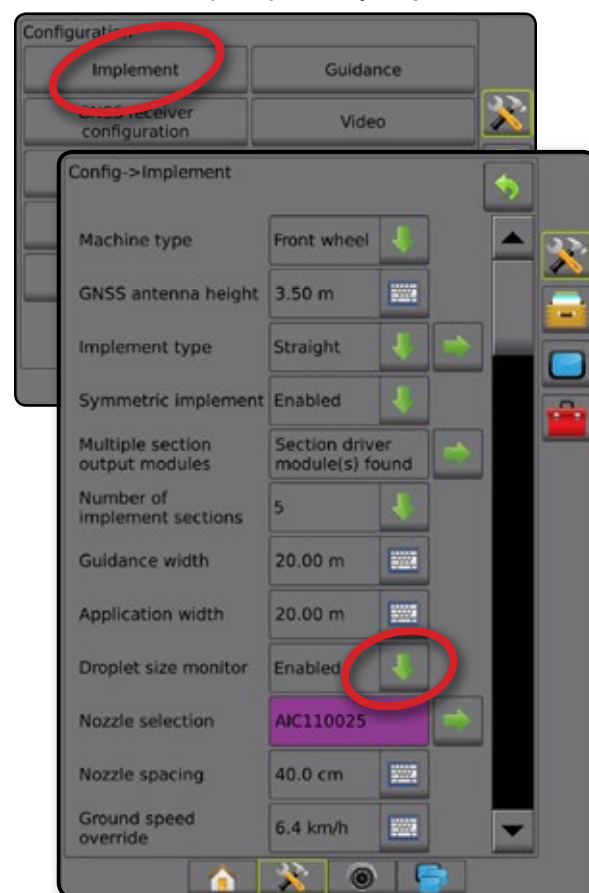 Configuration
Implement
Guidance
GNSS receiver
configuration
Video
Config->Implement
Machine type
Front wheel
GNSS antenna height
3.50 m
Implement type
Straight
Symmetric implement
Enabled
Multiple section
output modules
Section driver
module(s) found
Number of
implement sections
5
Guidance width
20.00 m
Application width
20.00 m
Droplet size monitor
Enabled
Nozzle selection
AIC110025
Nozzle spacing
40.0 cm
Ground speed
override
6.4 km/h